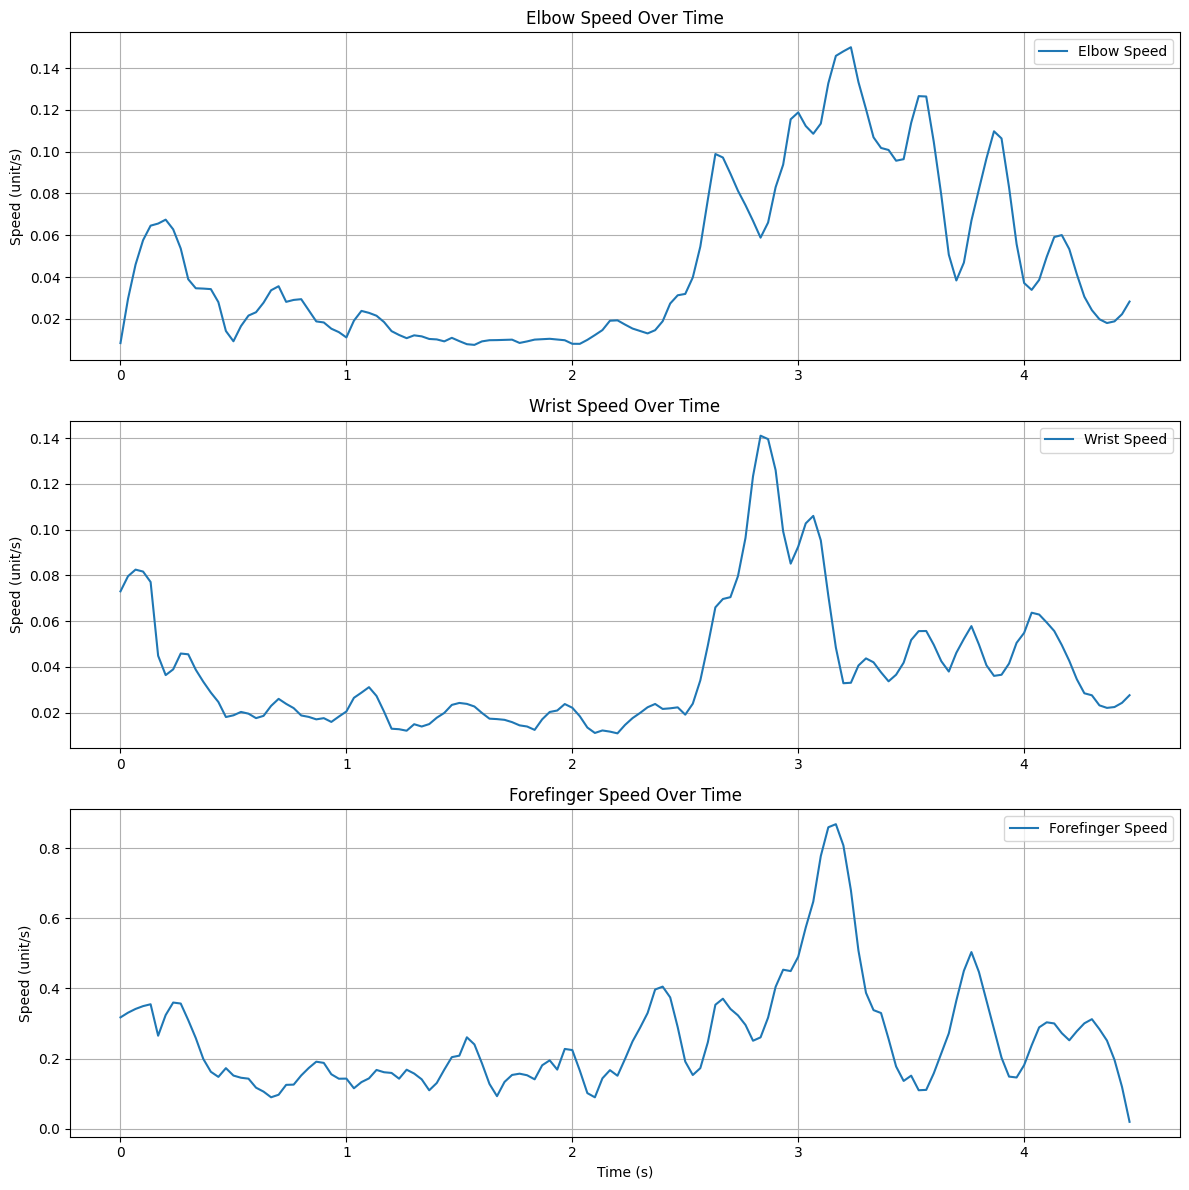 Elbow Speed Over Time
Elbow Speed
Speed (unit/s)
0.14
0.12
0.10
0.08
0.06
0.04
0.02
0 1 2 3 4
Wrist Speed Over Time
Wrist Speed
Speed (unit/s)
0.14
0.12
0.10
0.08
0.06
0.04
0.02
0 1 2 3 4
Forefinger Speed Over Time
Forefinger Speed
Speed (unit/s)
0.8
0.6
0.4
0.2
0.0
0 1 2 3 4
Time (s)